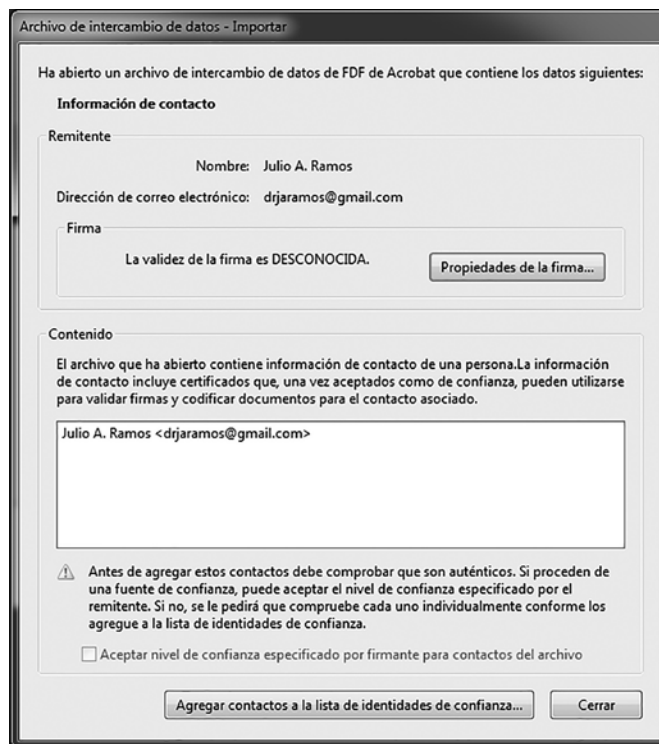 Archivo de intercambio de datos - Importar
Ha abierto un archivo de intercambio de datos de FDF de Acrobat que contiene los datos siguientes:
Información de contacto
Remitente
Nombre: Julio A. Ramos
Dirección de correo electrónico: drjaramos@gmail.com
Firma
La validez de la firma es DESCONOCIDA.
Propiedades de la firma...
Contenido
El archivo que ha abierto contiene información de contacto de una persona.La información
de contacto incluye certificados que, una vez aceptados como de confianza, pueden utilizarse
para validar firmas y codificar documentos para el contacto asociado.
Julio A. Ramos <drjaramos@gmail.com>
Antes de agregar estos contactos debe comprobar que son auténticos. Si proceden de
una fuente de confianza, puede aceptar el nivel de confianza especificado por el
remitente. Si no, se le pedirá que compruebe cada uno individualmente conforme los
agregue a la lista de identidades de confianza.
Aceptar nivel de confianza especificado por firmante para contactos del archivo
Agregar contactos a la lista de identidades de confianza...
Cerrar